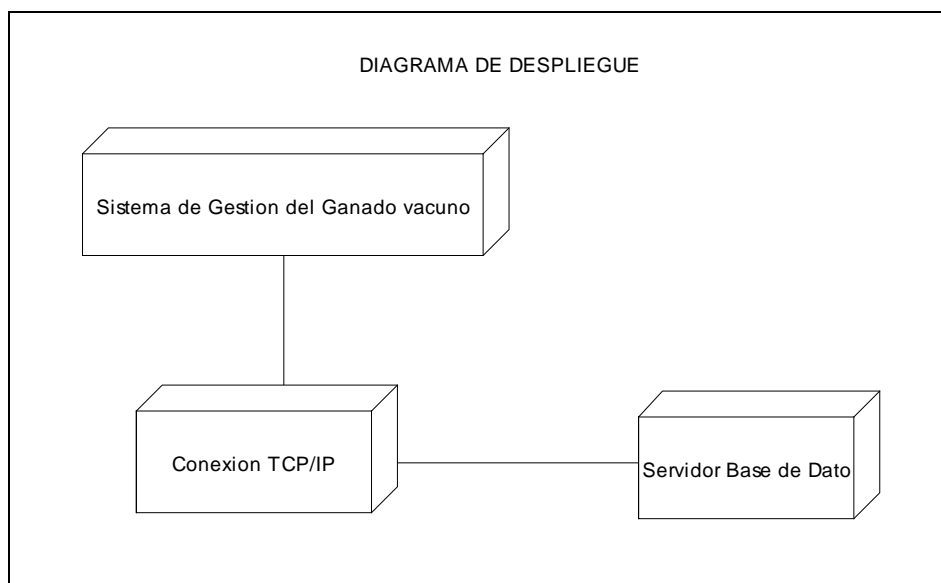 DIAGRAMA DE DESPLIEGUE
Sistema de Gestion del Ganado vacuno
Conexion TCP/IP
Servidor Base de Dato